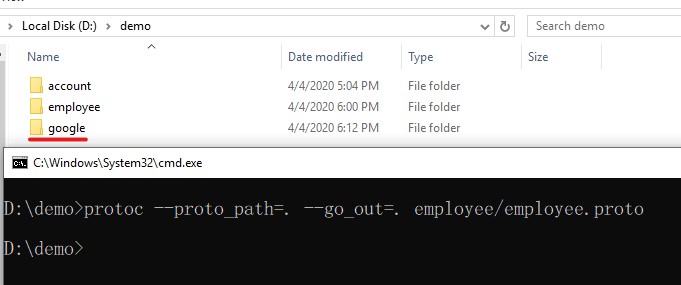 Local Disk (D:) > demo
Search demo
Name Date modified Type Size
account 4/4/2020 5:04 PM File folder
employee 4/4/2020 6:00 PM File folder
google 4/4/2020 6:12 PM File folder
C:\Windows\System32\cmd.exe
D:\demo>protoc --proto_path=. --go_out=. employee/employee.proto
D:\demo>